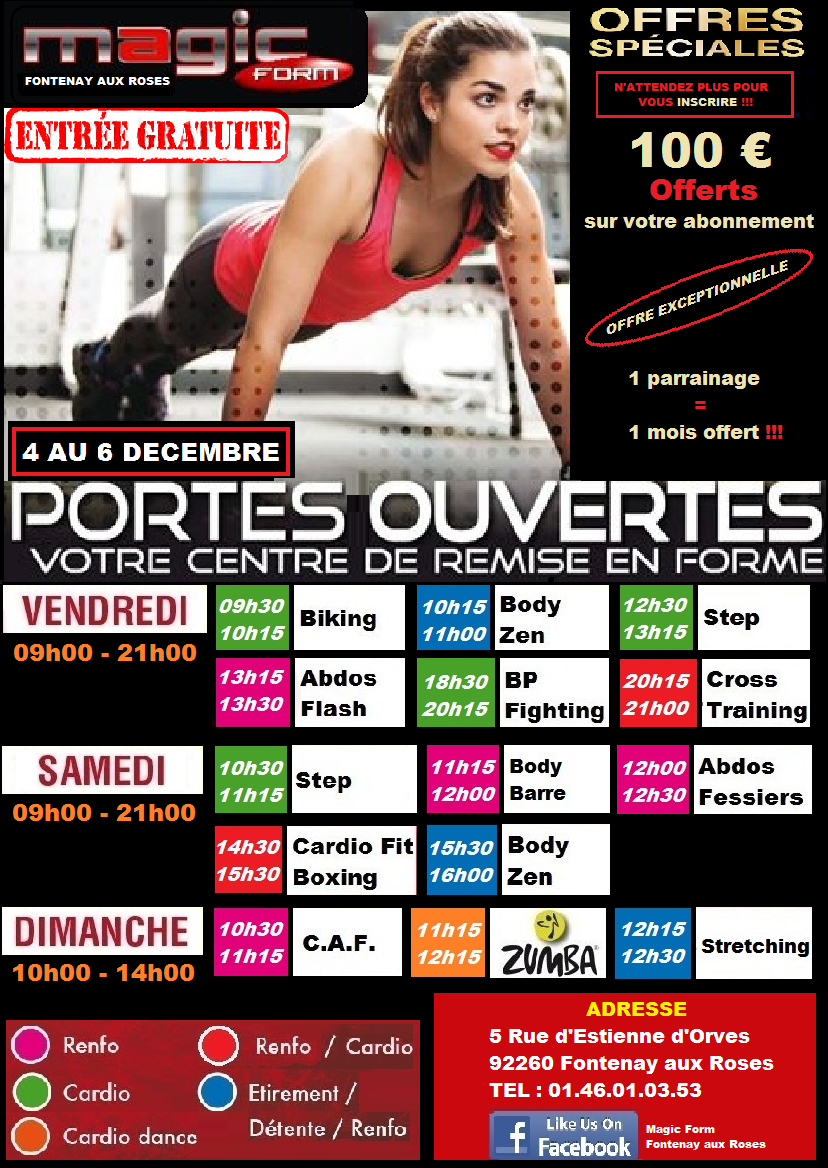 magic
FORM
FONTENAY AUX ROSES
ENTRÉE GRATUITE
OFFRES
SPÉCIALES
N'ATTENDEZ PLUS POUR
VOUS INSCRIRE !!!
100 €
Offerts
sur votre abonnement
OFFRE EXCEPTIONNELLE
1 parrainage
=
1 mois offert !!!
4 AU 6 DECEMBRE
PORTES OUVERTES
VOTRE CENTRE DE REMISE EN FORME
VENDREDI
09h00 - 21h00
09h30
10h15
Biking
10h15
11h00
Body
Zen
12h30
13h15
Step
13h15
13h30
Abdos
Flash
18h30
20h15
BP
Fighting
20h15
21h00
Cross
Training
SAMEDI
09h00 - 21h00
10h30
11h15
Step
11h15
12h00
Body
Barre
12h00
12h30
Abdos
Fessiers
14h30
15h30
Cardio Fit
Boxing
15h30
16h00
Body
Zen
DIMANCHE
10h00 - 14h00
10h30
11h15
C.A.F.
11h15
12h15
ZUMBA®
12h15
12h30
Stretching
Renfo
Cardio
Cardio dance
Renfo / Cardio
Etirement /
Détente / Renfo
ADRESSE
5 Rue d'Estienne d'Orves
92260 Fontenay aux Roses
TEL : 01.46.01.03.53
f
Like Us On
Facebook
Magic Form
Fontenay aux Roses